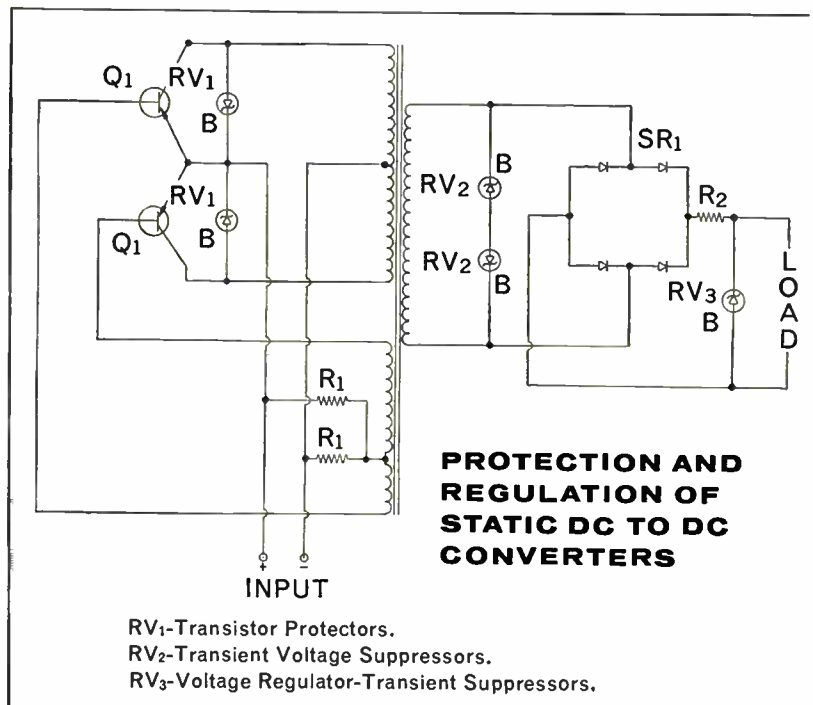 Q1
RV1
B
RV1
B
Q1
RV2
B
RV2
B
SR1
R2
RV3
B
LOAD
R1
R1
+
−
INPUT
PROTECTION AND
REGULATION OF
STATIC DC TO DC
CONVERTERS
RV1-Transistor Protectors.
RV2-Transient Voltage Suppressors.
RV3-Voltage Regulator-Transient Suppressors.